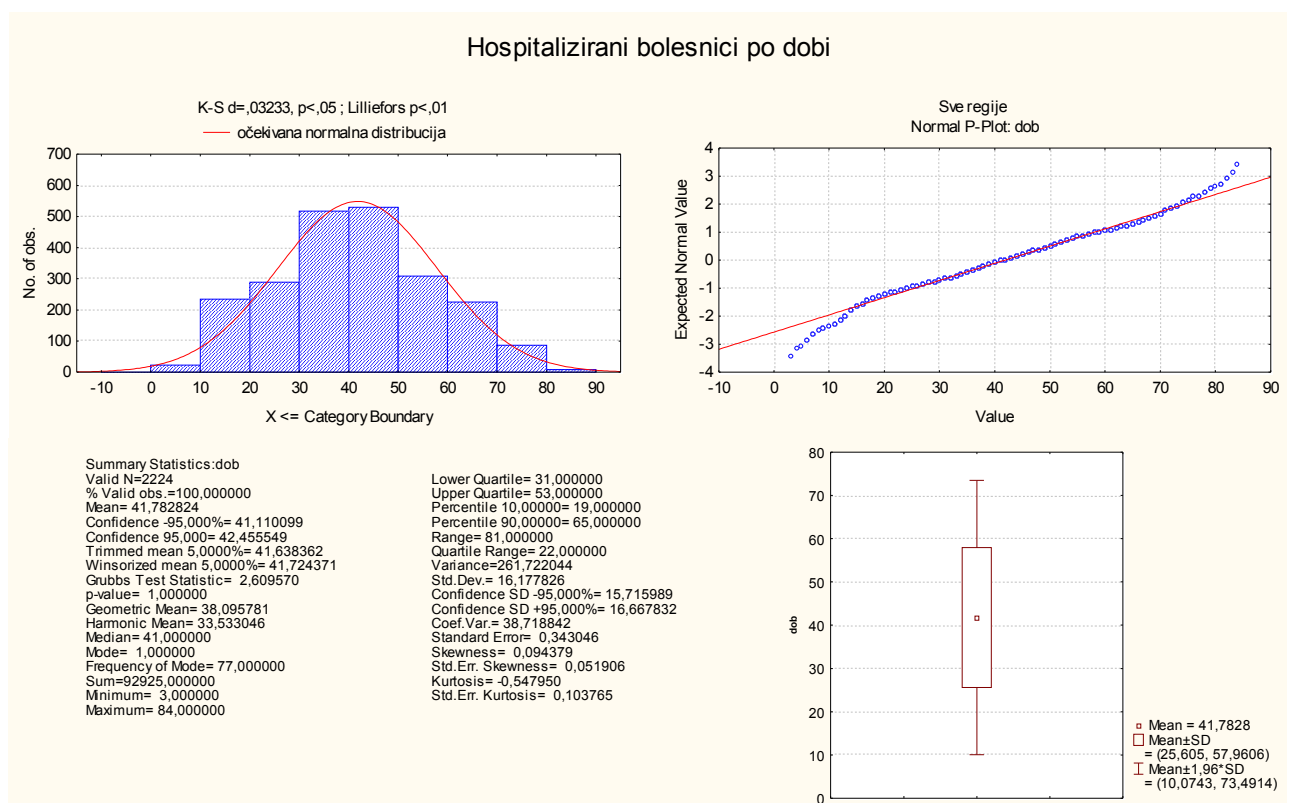 Hospitalizirani bolesnici po dobi
K-S d=,03233, p<,05 ; Lilliefors p<,01
očekivana normalna distribucija
700
600
500
400
300
200
100
0
No. of obs.
-10 0 10 20 30 40 50 60 70 80 90
X <= Category Boundary
Sve regije
Normal P-Plot: dob
4
3
2
1
0
-1
-2
-3
-4
Expected Normal Value
-10 0 10 20 30 40 50 60 70 80 90
Value
Summary Statistics:dob
Valid N=2224
% Valid obs.=100,000000
Mean= 41,782824
Confidence -95,000%= 41,110099
Confidence 95,000= 42,455549
Trimmed mean 5,0000%= 41,638362
Winsorized mean 5,0000%= 41,724371
Grubbs Test Statistic= 2,609570
p-value= 1,000000
Geometric Mean= 38,095781
Harmonic Mean= 33,533046
Median= 41,000000
Mode= 1,000000
Frequency of Mode= 77,000000
Sum=92925,000000
Minimum= 3,000000
Maximum= 84,000000
Lower Quartile= 31,000000
Upper Quartile= 53,000000
Percentile 10,00000= 19,000000
Percentile 90,00000= 65,000000
Range= 81,000000
Quartile Range= 22,000000
Variance=261,722044
Std.Dev.= 16,177826
Confidence SD -95,000%= 15,715989
Confidence SD +95,000%= 16,667832
Coef.Var.= 38,718842
Standard Error= 0,343046
Skewness= 0,094379
Std.Err. Skewness= 0,051906
Kurtosis= -0,547950
Std.Err. Kurtosis= 0,103765
80
70
60
50
40
30
20
10
0
dob
Mean = 41,7828
Mean±SD
= (25,605, 57,9606)
Mean±1,96*SD
= (10,0743, 73,4914)